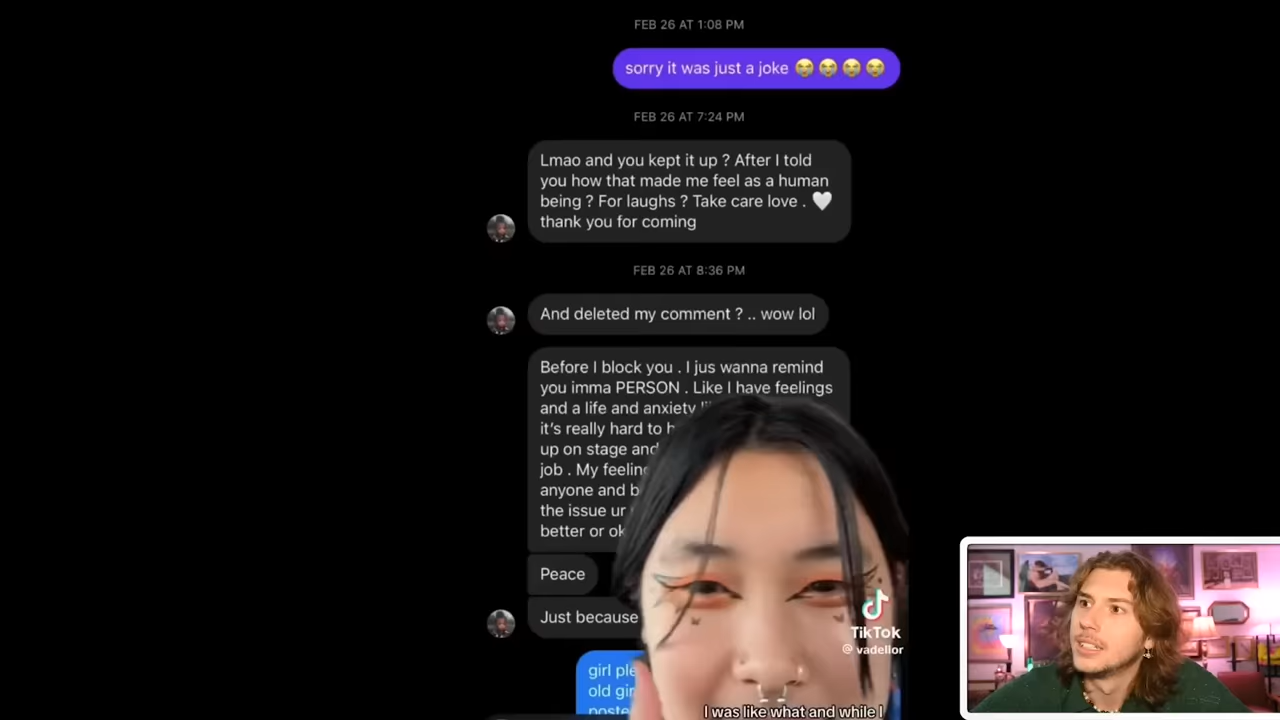 FEB 26 AT 1:08 PM
sorry it was just a joke 😭 😭 😭 😭
FEB 26 AT 7:24 PM
Lmao and you kept it up ? After I told
you how that made me feel as a human
being ? For laughs ? Take care love . 🤍
thank you for coming
FEB 26 AT 8:36 PM
And deleted my comment ? .. wow lol
Before I block you . I jus wanna remind
you imma PERSON . Like I have feelings
and a life and anxiety
it's really hard to
up on stage and
job . My
anyone and
the issue ur
better or
Peace
Just because
girl
old
TikTok
@ vadellor
I was like what and while I